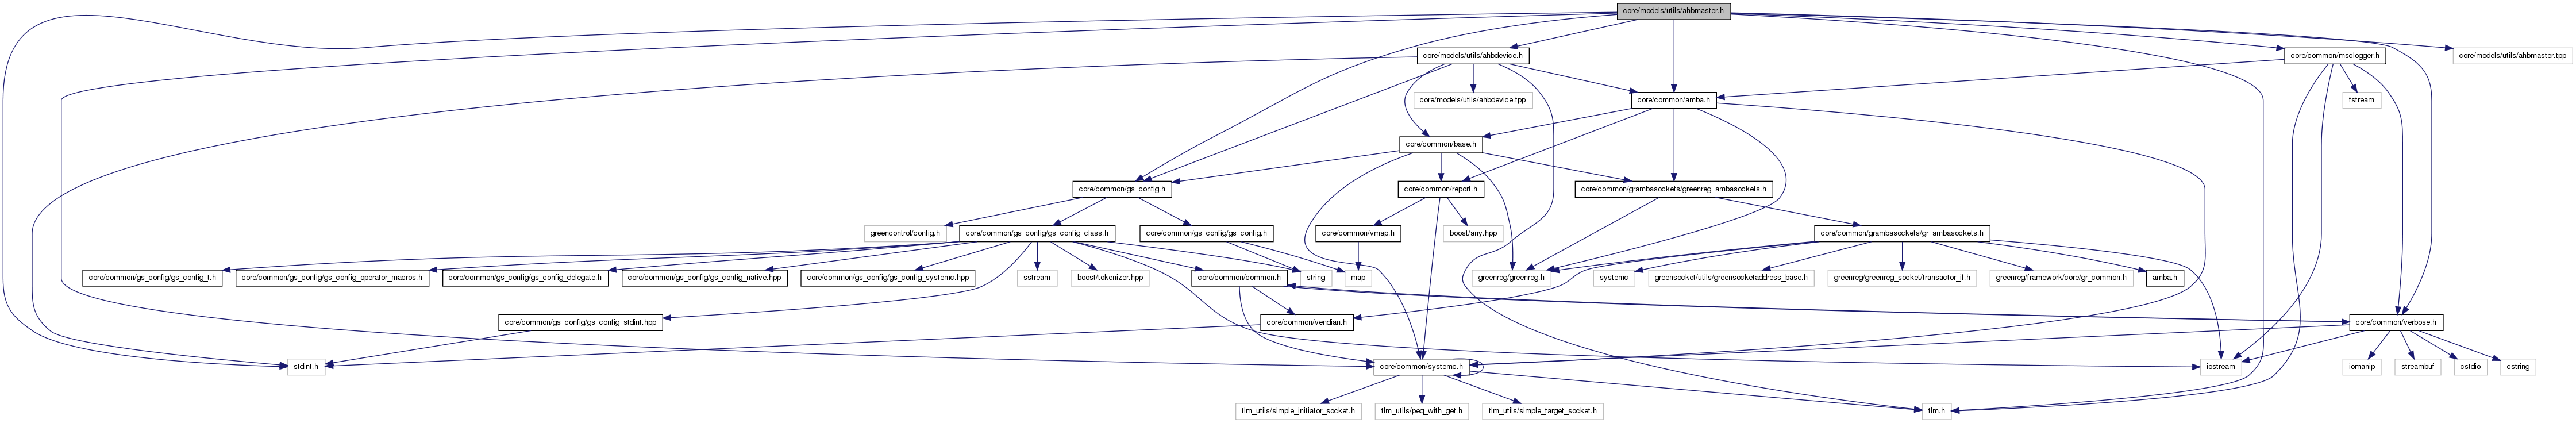 core/models/utils/ahbmaster.h
core/models/utils/ahbdevice.h
core/common/msclogger.h
core/models/utils/ahbmaster.tpp
core/models/utils/ahbdevice.tpp
core/common/amba.h
fstream
core/common/base.h
core/common/gs_config.h
core/common/report.h
core/common/grambasockets/greenreg_ambasockets.h
greencontrol/config.h
core/common/gs_config/gs_config_class.h
core/common/gs_config/gs_config.h
core/common/vmap.h
boost/any.hpp
core/common/grambasockets/gr_ambasockets.h
core/common/gs_config/gs_config_t.h
core/common/gs_config/gs_config_operator_macros.h
core/common/gs_config/gs_config_delegate.h
core/common/gs_config/gs_config_native.hpp
core/common/gs_config/gs_config_systemc.hpp
sstream
boost/tokenizer.hpp
core/common/common.h
string
map
greenreg/greenreg.h
systemc
greensocket/utils/greensocketaddress_base.h
greenreg/greenreg_socket/transactor_if.h
greenreg/framework/core/gr_common.h
amba.h
core/common/gs_config/gs_config_stdint.hpp
core/common/vendian.h
core/common/verbose.h
stdint.h
core/common/systemc.h
iostream
iomanip
streambuf
cstdio
cstring
tlm_utils/simple_initiator_socket.h
tlm_utils/peq_with_get.h
tlm_utils/simple_target_socket.h
tlm.h